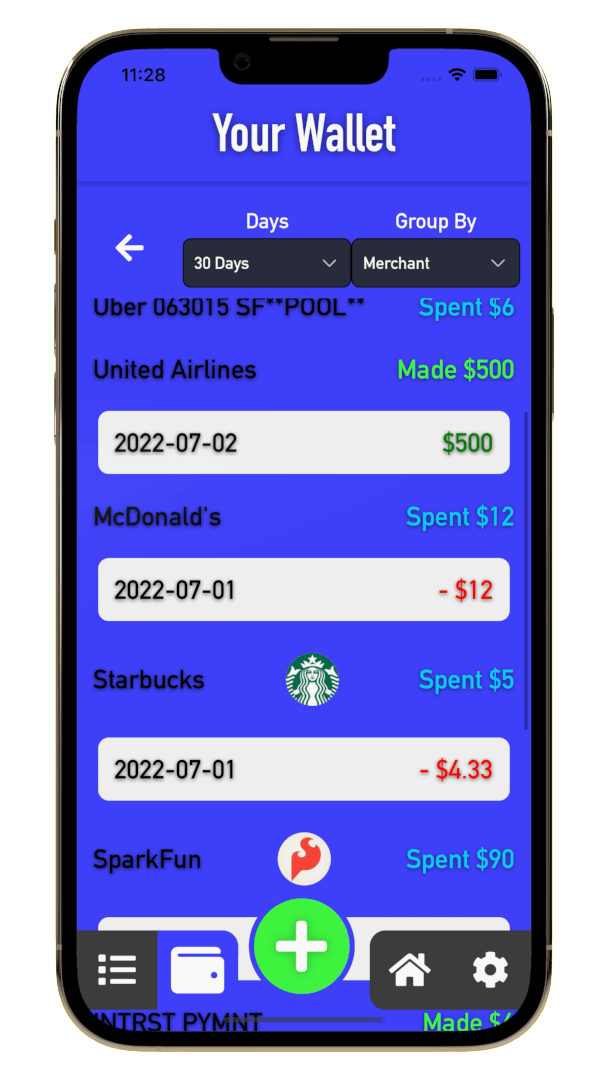 11:28
Your Wallet
Days Group By
30 Days Merchant
Uber 063015 SF**POOL** Spent $6
United Airlines Made $500
2022-07-02 $500
McDonald's Spent $12
2022-07-01 - $12
Starbucks Spent $5
2022-07-01 - $4.33
SparkFun Spent $90
INTRST PYMNT Made